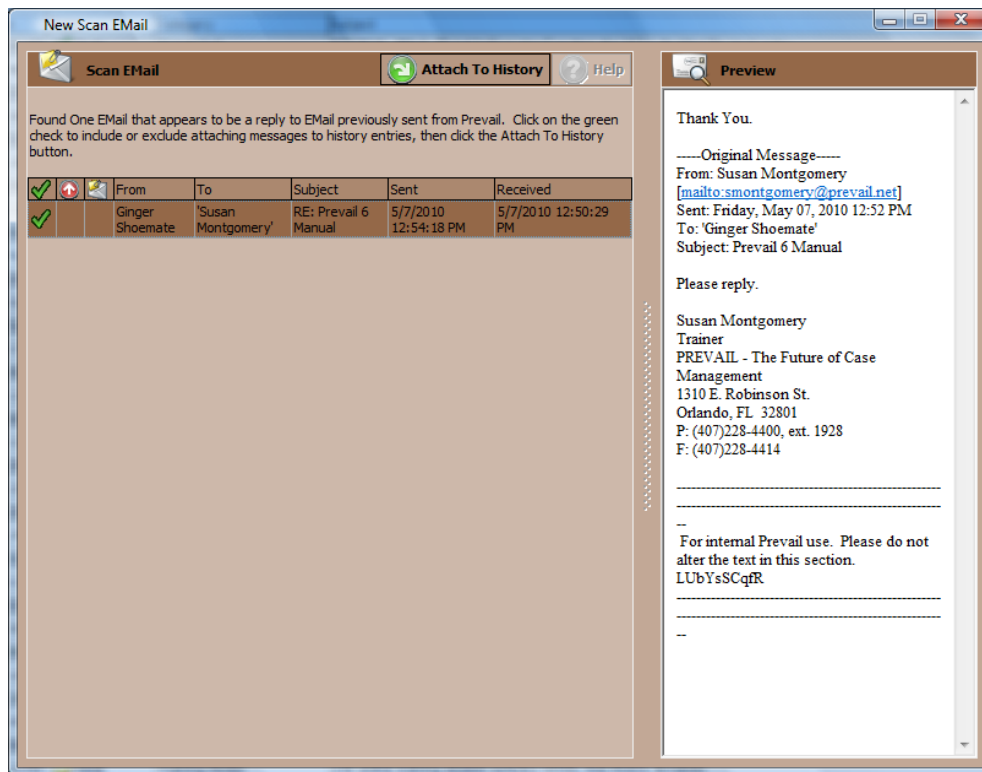 New Scan EMail
Scan EMail
Attach To History
Help
Found One EMail that appears to be a reply to EMail previously sent from Prevail.  Click on the green
check to include or exclude attaching messages to history entries, then click the Attach To History
button.
From To Subject Sent Received
Ginger 'Susan RE: Prevail 6 5/7/2010 5/7/2010 12:50:29
Shoemate Montgomery' Manual 12:54:18 PM PM
Preview
Thank You.
-----Original Message-----
From: Susan Montgomery
[mailto:smontgomery@prevail.net]
Sent: Friday, May 07, 2010 12:52 PM
To: 'Ginger Shoemate'
Subject: Prevail 6 Manual
Please reply.
Susan Montgomery
Trainer
PREVAIL - The Future of Case
Management
1310 E. Robinson St.
Orlando, FL  32801
P: (407)228-4400, ext. 1928
F: (407)228-4414
For internal Prevail use.  Please do not
alter the text in this section.
LUbYsSCqfR